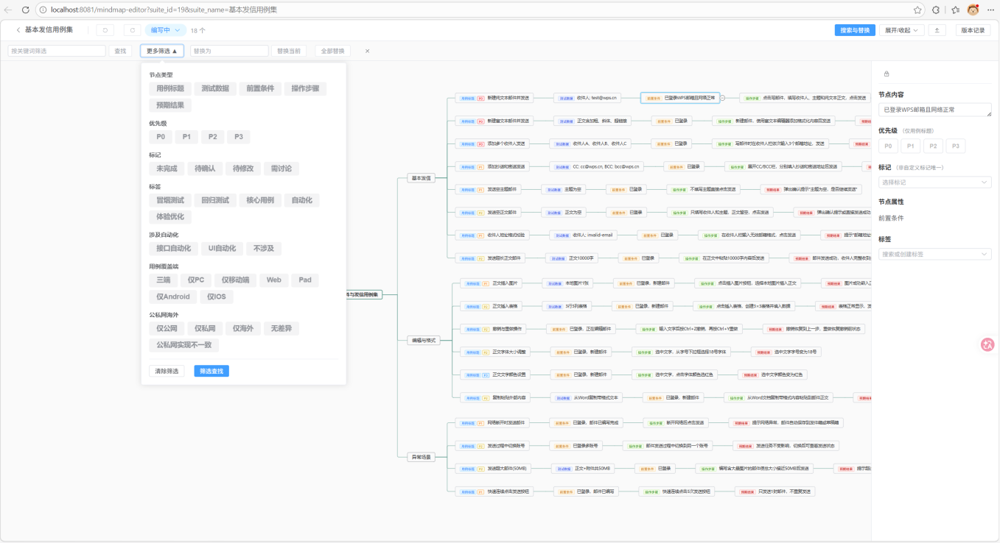 localhost:8081/mindmap-editor?suite_id=19&suite_name=基本发信用例集
基本发信用例集 编写中 18 个 搜索与替换 展开/收起 版本记录
按关键词筛选 查找 更多筛选 ▲ 替换为 替换当前 全部替换 ×
节点类型
用例标题 测试数据 前置条件 操作步骤
预期结果
优先级
P0 P1 P2 P3
标记
未完成 待确认 待修改 需讨论
标签
冒烟测试 回归测试 核心用例 自动化
体验优化
涉及自动化
接口自动化 UI自动化 不涉及
用例覆盖端
三端 仅PC 仅移动端 Web Pad
仅Android 仅IOS
公私网海外
仅公网 仅私网 仅海外 无差异
公私网实现不一致
清除筛选 筛选查找
件与发信用例集
基本发信
用例标题 P0 新建纯文本邮件并发送 测试数据 收件人: test@wps.cn 前置条件 已登录WPS邮箱且网络正常 操作步骤 点击写邮件，填写收件人、主题和纯文本正文，点击发送
用例标题 P0 新建富文本邮件并发送 测试数据 正文含加粗、斜体、超链接 前置条件 已登录 操作步骤 新建邮件，使用富文本编辑器添加格式化内容后发送 预期结
用例标题 P0 添加多个收件人发送 测试数据 收件人A、收件人B、收件人C 前置条件 已登录 操作步骤 写邮件时在收件人栏依次输入3个邮箱地址，发送 预期结果
用例标题 P1 添加抄送和密送发送 测试数据 CC: cc@wps.cn, BCC: bcc@wps.cn 前置条件 已登录 操作步骤 展开CC/BCC栏，分别填入抄送和密送地址后发送
用例标题 P1 发送空主题邮件 测试数据 主题为空 前置条件 已登录 操作步骤 不填写主题直接点击发送 预期结果 弹出确认提示"主题为空，是否继续发送"
用例标题 P2 发送空正文邮件 测试数据 正文为空 前置条件 已登录 操作步骤 只填写收件人和主题，正文留空，点击发送 预期结果 弹出确认提示或直接发送成功
用例标题 P1 收件人地址格式校验 测试数据 收件人: invalid-email 前置条件 已登录 操作步骤 在收件人栏输入无效邮箱格式，点击发送 预期结果 提示"邮箱地址
用例标题 P2 发送超长正文邮件 测试数据 正文10000字 前置条件 已登录 操作步骤 在正文中粘贴10000字内容后发送 预期结果 邮件发送成功，收件人完整收到
编辑与格式
用例标题 P1 正文插入图片 测试数据 本地图片1张 前置条件 已登录，新建邮件 操作步骤 点击插入图片按钮，选择本地图片插入正文 预期结果 图片成功嵌入正
用例标题 P2 正文插入表格 测试数据 5行5列表格 前置条件 已登录，新建邮件 操作步骤 点击插入表格，创建5×5表格并填入数据 预期结果 表格正常显示，发
用例标题 P2 撤销与重做操作 前置条件 已登录，正在编辑邮件 操作步骤 输入文字后按Ctrl+Z撤销，再按Ctrl+Y重做 预期结果 撤销恢复到上一步，重做恢复撤销前状态
用例标题 P2 正文字体大小调整 前置条件 已登录，新建邮件 操作步骤 选中文字，从字号下拉框选择18号字体 预期结果 选中文字字号变为18号
用例标题 P3 正文文字颜色设置 前置条件 已登录，新建邮件 操作步骤 选中文字，点击字体颜色选红色 预期结果 选中文字颜色变为红色
用例标题 P2 复制粘贴外部内容 测试数据 从Word复制带格式文本 前置条件 已登录，新建邮件 操作步骤 从Word文档复制带格式内容粘贴到邮件正文 预期结果
异常场景
用例标题 P1 网络断开时发送邮件 前置条件 已登录，邮件已编写完成 操作步骤 断开网络后点击发送 预期结果 提示网络异常，邮件自动保存到发件箱或草稿箱
用例标题 P2 发送过程中切换账号 前置条件 已登录多账号 操作步骤 邮件发送过程中切换到另一个账号 预期结果 发送任务不受影响，切换后可查看发送状态
用例标题 P2 发送超大邮件(50MB) 测试数据 正文+附件共50MB 前置条件 已登录 操作步骤 编写含大量图片的邮件使总大小接近50MB后发送 预期结果 提示超
用例标题 P1 快速连续点击发送按钮 前置条件 已登录，邮件已编写 操作步骤 快速连续点击5次发送按钮 预期结果 只发送1封邮件，不重复发送
节点内容
已登录WPS邮箱且网络正常
优先级 （仅用例标题）
P0 P1 P2 P3
标记 （非自定义标记唯一）
选择标记
节点属性
前置条件
标签
搜索或创建标签